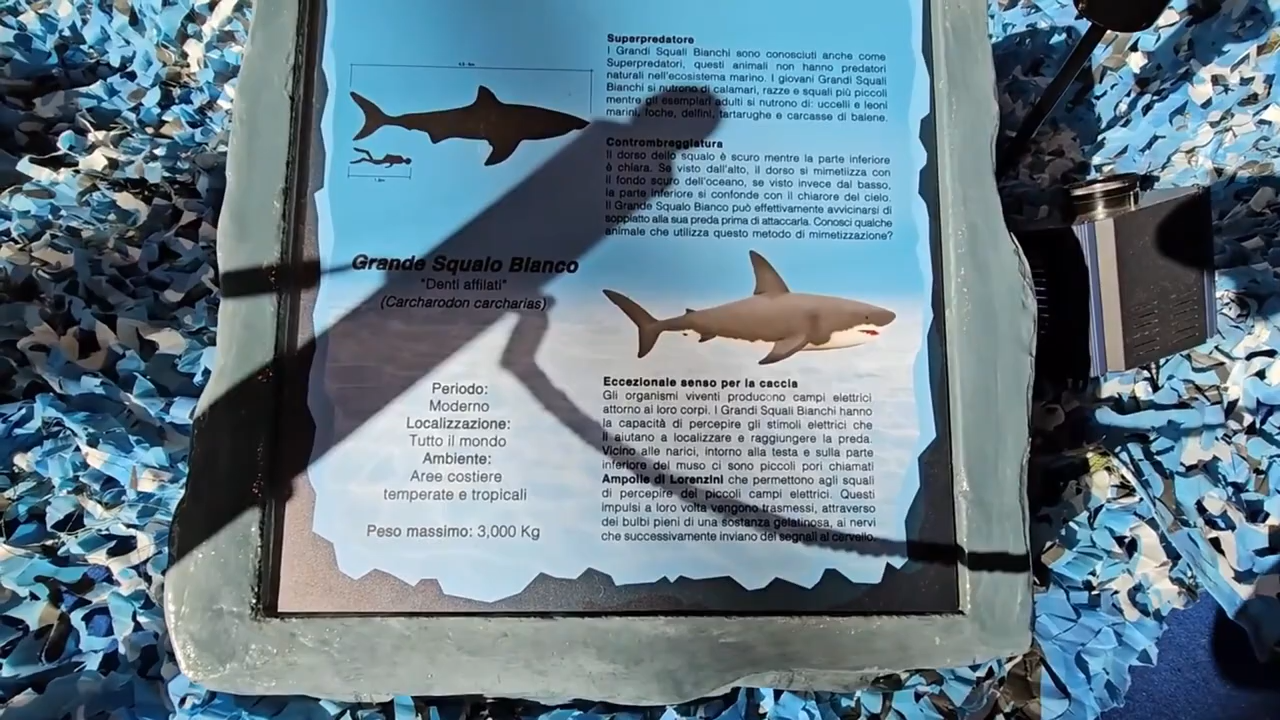 Superpredatore
I Grandi Squali Bianchi sono conosciuti anche come
Superpredatori, questi animali non hanno predatori
naturali nell'ecosistema marino. I giovani Grandi Squali
Bianchi si nutrono di calamari, razze e squali più piccoli
mentre gli esemplari adulti si nutrono di: uccelli e leoni
marini, foche, delfini, tartarughe e carcasse di balene.
Controombreggiatura
Il dorso dello squalo è scuro mentre la parte inferiore
è chiara. Se visto dall'alto, il dorso si mimetiizza con
il fondo scuro dell'oceano, se visto invece dal basso,
la parte inferiore si confonde con il chiarore del cielo.
Il Grande Squalo Bianco può effettivamente avvicinarsi di
soppiatto alla sua preda prima di attaccarla. Conosci qualche
animale che utilizza questo metodo di mimetizzazione?
Grande Squalo Bianco
"Denti affilati"
(Carcharodon carcharias)
Periodo:
Moderno
Localizzazione:
Tutto il mondo
Ambiente:
Aree costiere
temperate e tropicali
Peso massimo: 3,000 Kg
Eccezionale senso per la caccia
Gli organismi viventi producono campi elettrici
attorno ai loro corpi. I Grandi Squali Bianchi hanno
la capacità di percepire gli stimoli elettrici che
li aiutano a localizzare e raggiungere la preda.
Vicino alle narici, intorno alla testa e sulla parte
inferiore del muso ci sono piccoli pori chiamati
Ampolle di Lorenzini che permettono agli squali
di percepire dei piccoli campi elettrici. Questi
impulsi a loro volta vengono trasmessi, attraverso
dei bulbi pieni di una sostanza gelatinosa, ai nervi
che successivamente inviano dei segnali al cervello.